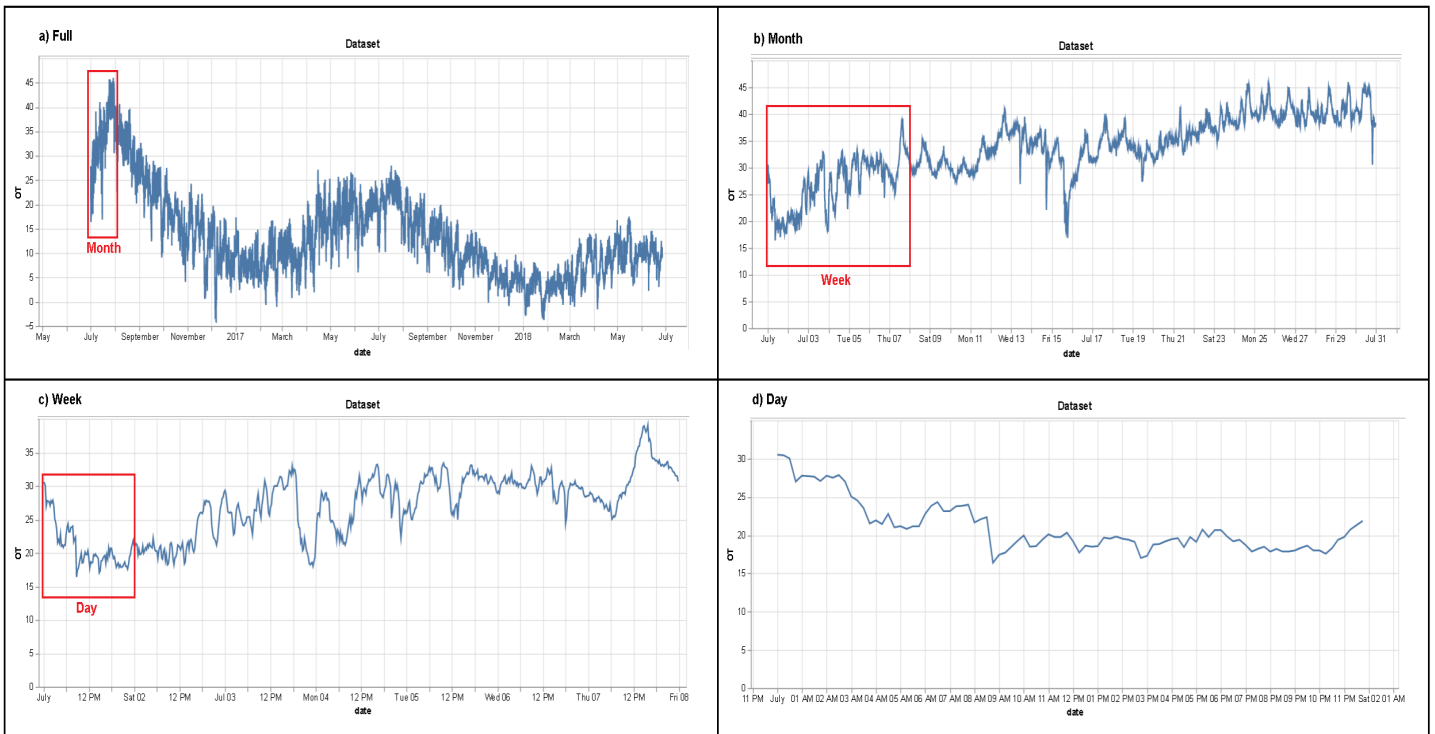 a) Full
Dataset
45
40
35
30
25
20
15
10
5
0
-5
OT
Month
May July September November 2017 March May July September November 2018 March May July
date
b) Month
Dataset
45
40
35
30
25
20
15
10
5
0
OT
Week
July Jul 03 Tue 05 Thu 07 Sat 09 Mon 11 Wed 13 Fri 15 Jul 17 Tue 19 Thu 21 Sat 23 Mon 25 Wed 27 Fri 29 Jul 31
date
c) Week
Dataset
35
30
25
20
15
10
5
0
OT
Day
July 12 PM Sat 02 12 PM Jul 03 12 PM Mon 04 12 PM Tue 05 12 PM Wed 06 12 PM Thu 07 12 PM Fri 08
date
d) Day
Dataset
30
25
20
15
10
5
0
OT
11 PM July 01 AM 02 AM 03 AM 04 AM 05 AM 06 AM 07 AM 08 AM 09 AM 10 AM 11 AM 12 PM 01 PM 02 PM 03 PM 04 PM 05 PM 06 PM 07 PM 08 PM 09 PM 10 PM 11 PM Sat 02 01 AM
date